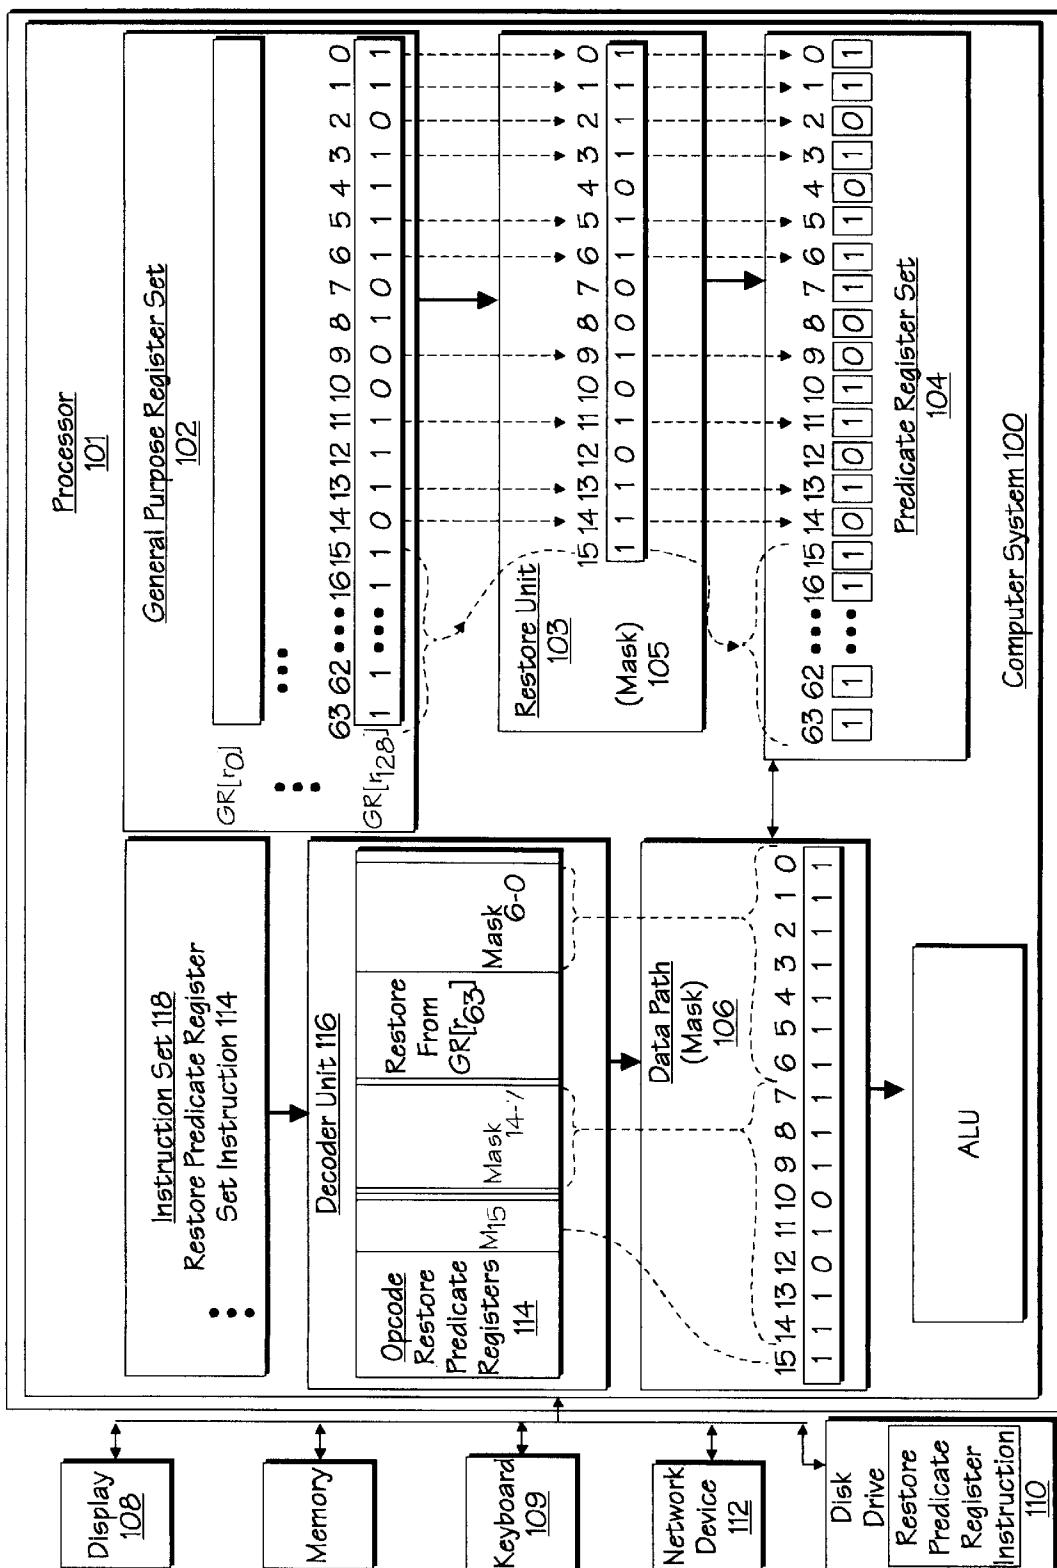 Processor
101
General Purpose Register Set
102
GR[r0]
63 62 ••• 16 15 14 13 12 11 10 9 8 7 6 5 4 3 2 1 0
GR[r128]
1 1 ••• 1 1 0 1 1 1 0 0 1 0 1 1 1 1 0 1 1
Restore Unit
103
(Mask)
105
15 14 13 12 11 10 9 8 7 6 5 4 3 2 1 0
1 1 1 0 1 0 1 0 0 1 1 0 1 1 1 1
63 62 ••• 16 15 14 13 12 11 10 9 8 7 6 5 4 3 2 1 0
1 1 ••• 1 1 0 1 0 1 1 0 0 1 1 1 0 1 0 1 1
Predicate Register Set
104
Computer System 100
Instruction Set 118
Restore Predicate Register
Set Instruction 114
Decoder Unit 116
Opcode
Restore
Predicate
Registers
114
M15
Mask 14-7
Restore
From
GR[r63]
Mask 6-0
Data Path
(Mask)
106
15 14 13 12 11 10 9 8 7 6 5 4 3 2 1 0
1 1 1 0 1 0 1 1 1 1 1 1 1 1 1 1
ALU
Display
108
Memory
Keyboard
109
Network
Device
112
Disk
Drive
Restore
Predicate
Register
Instruction
110